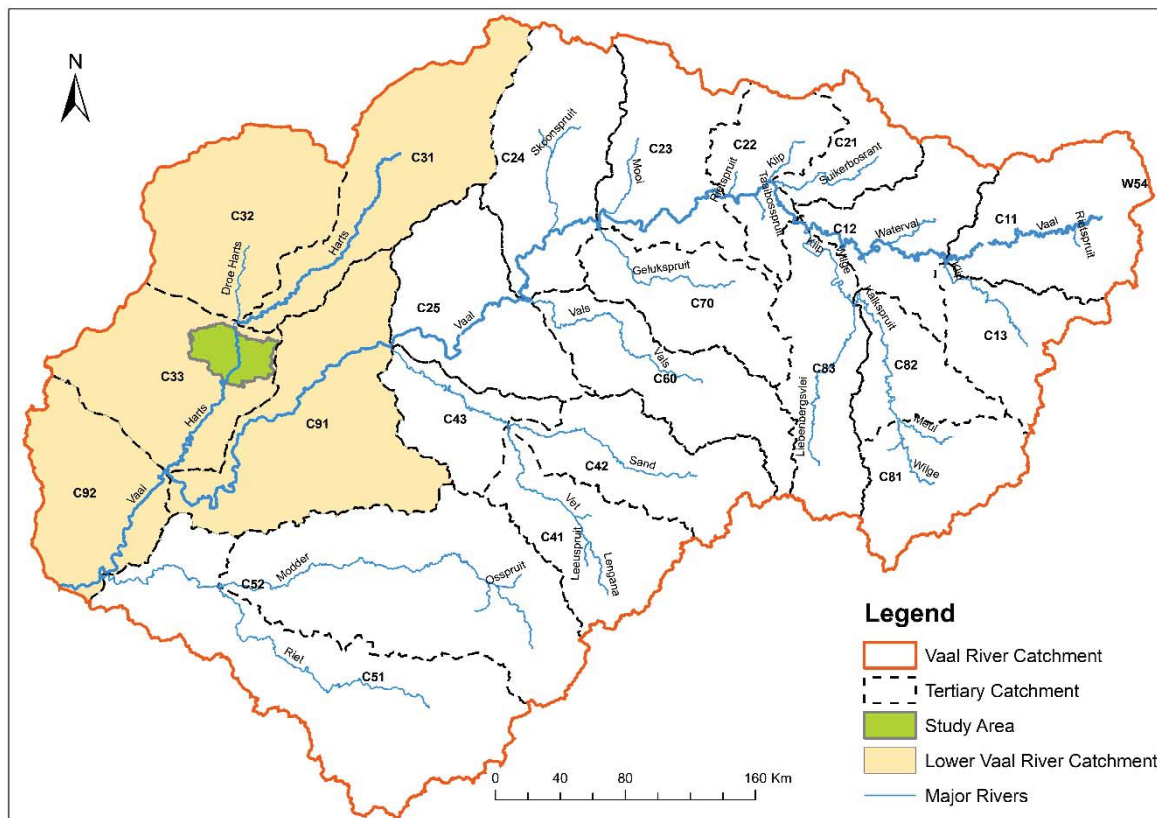 N
C31
C24
Skoonspruit
C23
Mooi
C22
Rietspruit
Klip
C21
Suikerbosrant
Taaibosspruit
W54
C32
Droe Harts
Harts
C12
Waterval
C11
Vaal
Rietspruit
Klip
Wilge
Klip
Gelukspruit
C70
C25
Vaal
Vals
Vals
C60
Kalkspruit
C13
C33
Harts
C91
C43
C83
C82
Liebenbergsvlei
Meul
Wilge
C81
C42
Sand
Vet
C41
Leeuspruit
Lengana
C92
Vaal
C52
Modder
Osspruit
Riet
C51
Legend
Vaal River Catchment
Tertiary Catchment
Study Area
Lower Vaal River Catchment
Major Rivers
0 40 80 160 Km